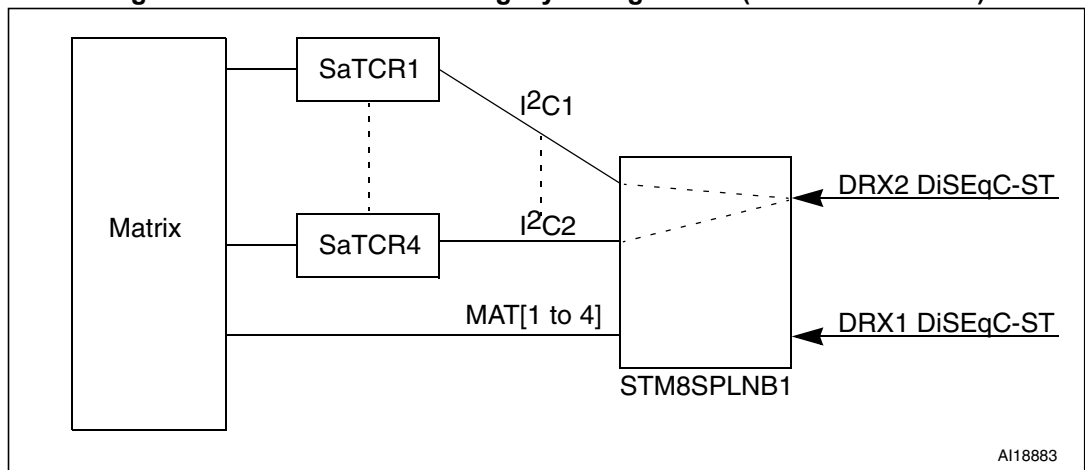 SaTCR1
I²C1
DRX2 DiSEqC-ST
Matrix
I²C2
SaTCR4
MAT[1 to 4]
DRX1 DiSEqC-ST
STM8SPLNB1
AI18883